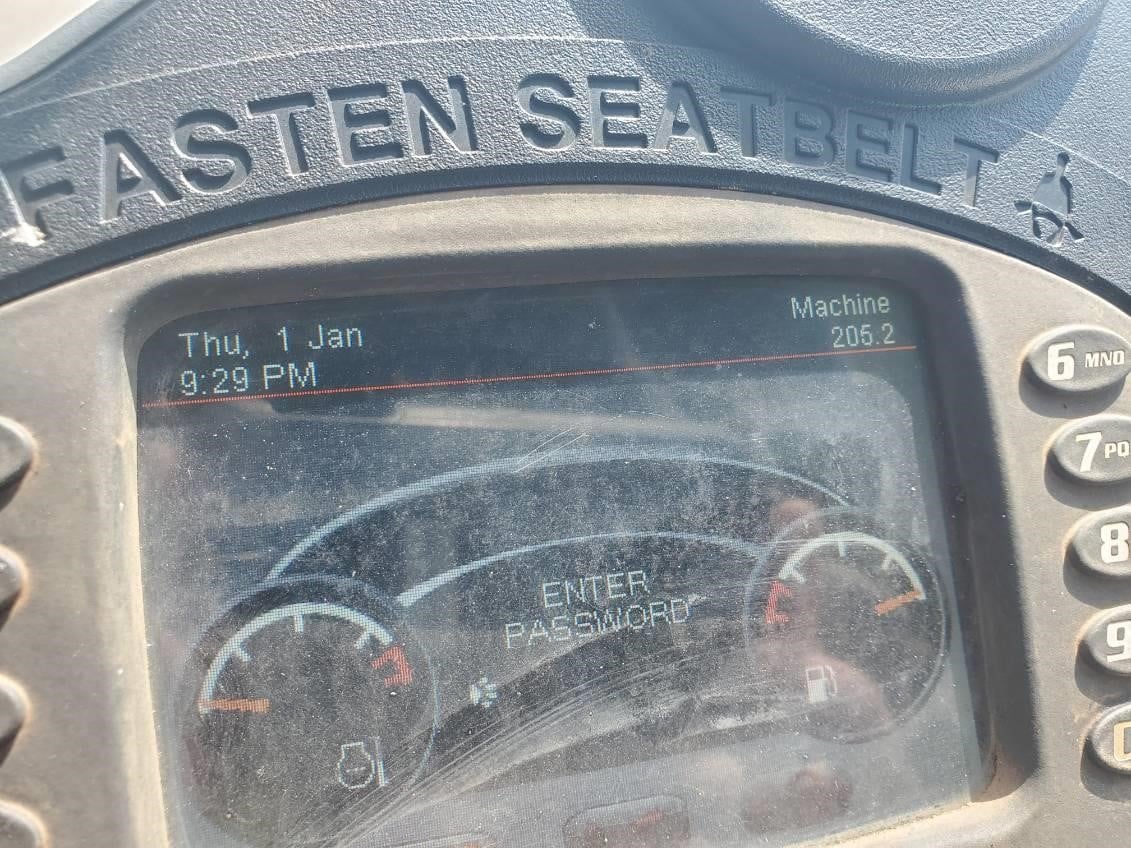 FASTEN SEATBELT
Thu, 1 Jan
9:29 PM
Machine
205.2
ENTER
PASSWORD
6 MNO
7 PQ
8
9
0